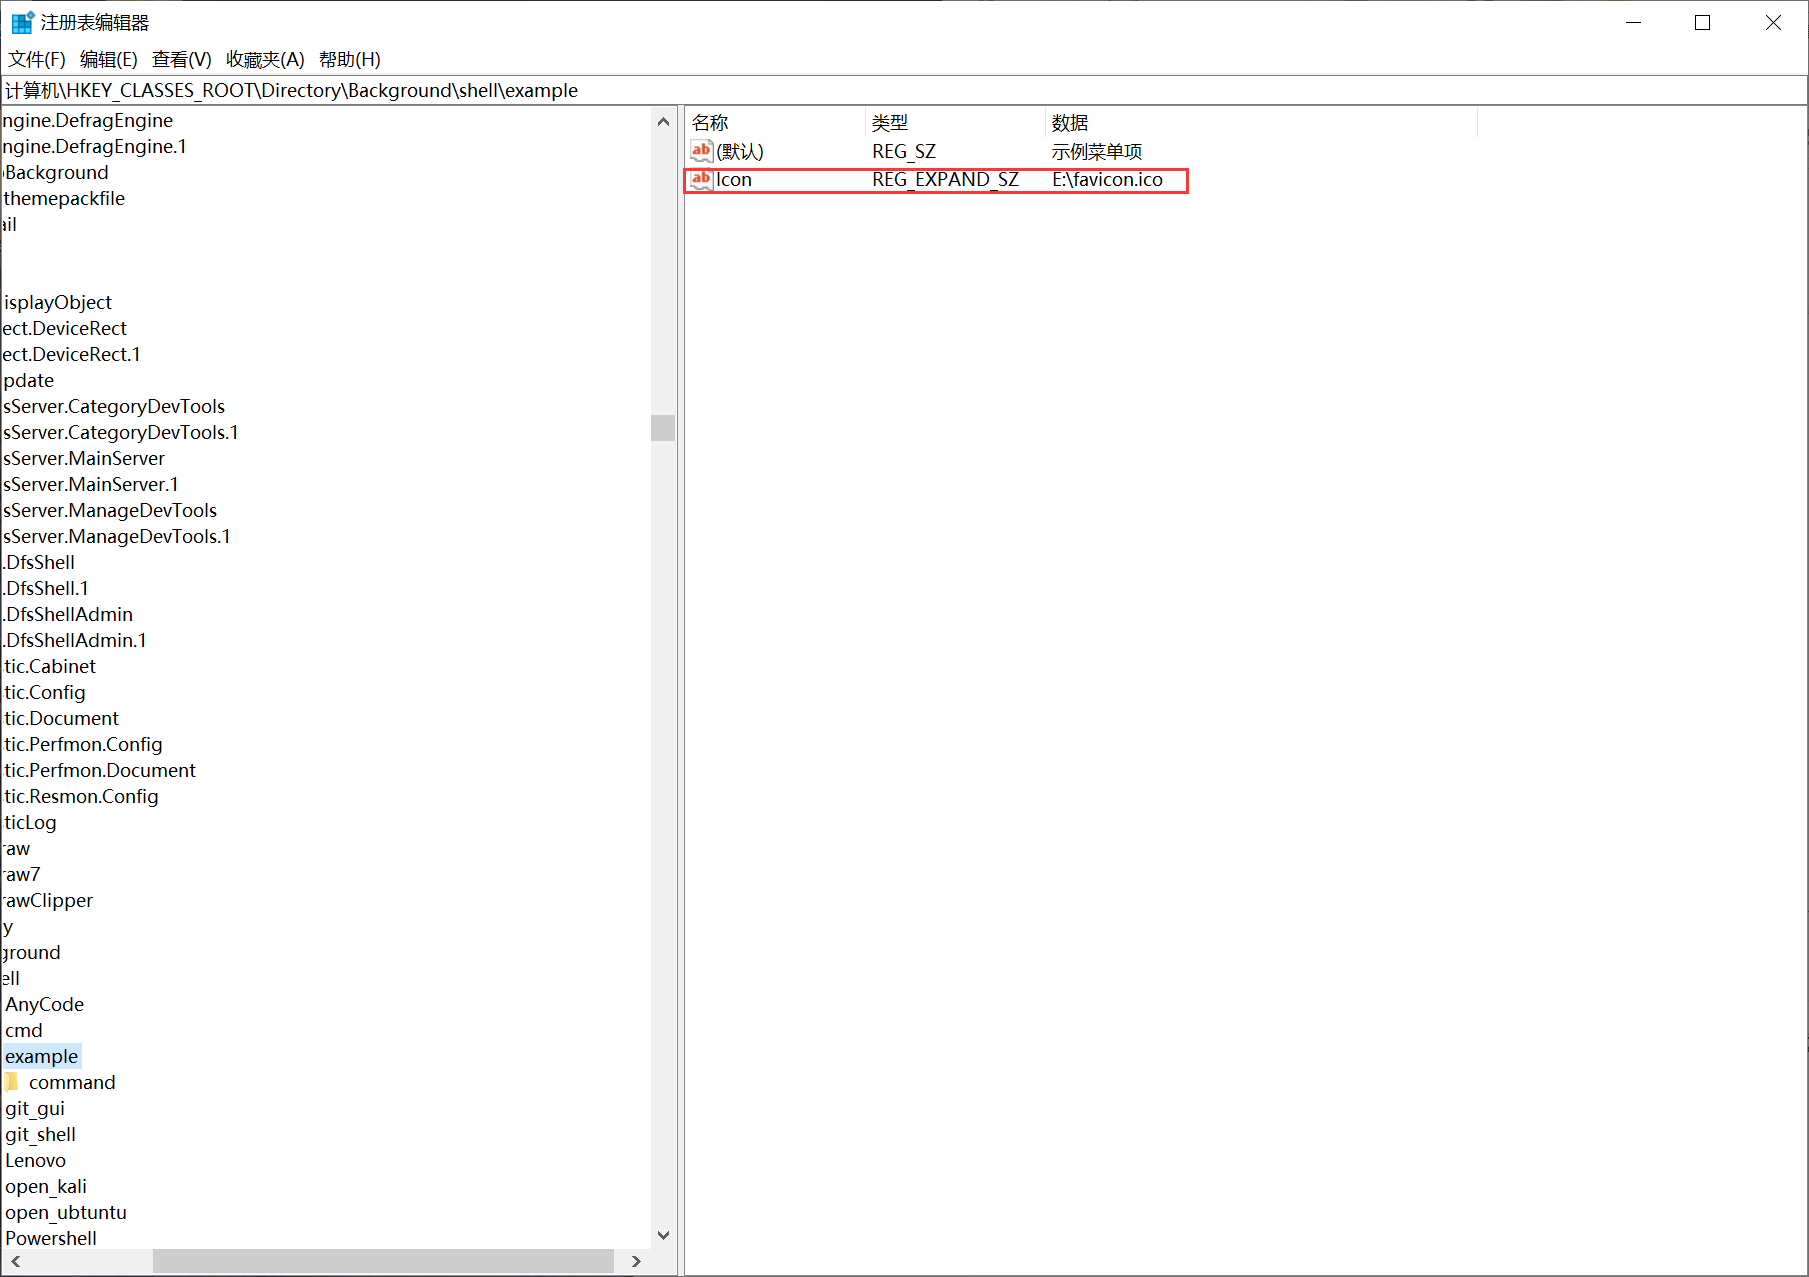 注册表编辑器
文件(F) 编辑(E) 查看(V) 收藏夹(A) 帮助(H)
计算机\HKEY_CLASSES_ROOT\Directory\Background\shell\example
ngine.DefragEngine
ngine.DefragEngine.1
Background
themepackfile
ail
isplayObject
ect.DeviceRect
ect.DeviceRect.1
pdate
sServer.CategoryDevTools
sServer.CategoryDevTools.1
sServer.MainServer
sServer.MainServer.1
sServer.ManageDevTools
sServer.ManageDevTools.1
.DfsShell
.DfsShell.1
.DfsShellAdmin
.DfsShellAdmin.1
tic.Cabinet
tic.Config
tic.Document
tic.Perfmon.Config
tic.Perfmon.Document
tic.Resmon.Config
ticLog
raw
raw7
rawClipper
y
ground
ell
AnyCode
cmd
example
command
git_gui
git_shell
Lenovo
open_kali
open_ubtuntu
Powershell
名称 类型 数据
(默认) REG_SZ 示例菜单项
Icon REG_EXPAND_SZ E:\favicon.ico